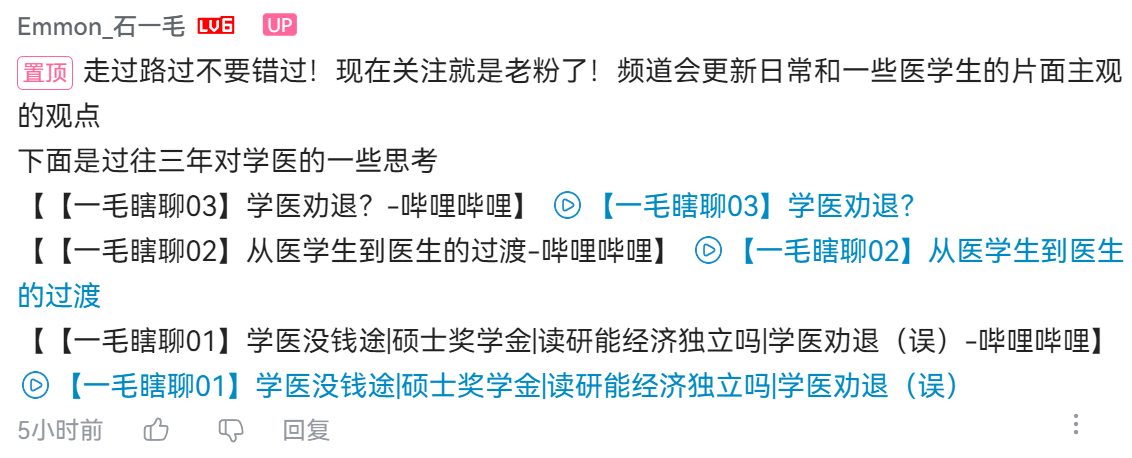 Emmon_石一毛 LV6 UP
置顶 走过路过不要错过！现在关注就是老粉了！频道会更新日常和一些医学生的片面主观
的观点
下面是过往三年对学医的一些思考
【【一毛瞎聊03】学医劝退？-哔哩哔哩】 【一毛瞎聊03】学医劝退？
【【一毛瞎聊02】从医学生到医生的过渡-哔哩哔哩】 【一毛瞎聊02】从医学生到医生
的过渡
【【一毛瞎聊01】学医没钱途|硕士奖学金|读研能经济独立吗|学医劝退（误）-哔哩哔哩】
【一毛瞎聊01】学医没钱途|硕士奖学金|读研能经济独立吗|学医劝退（误）
5小时前 回复